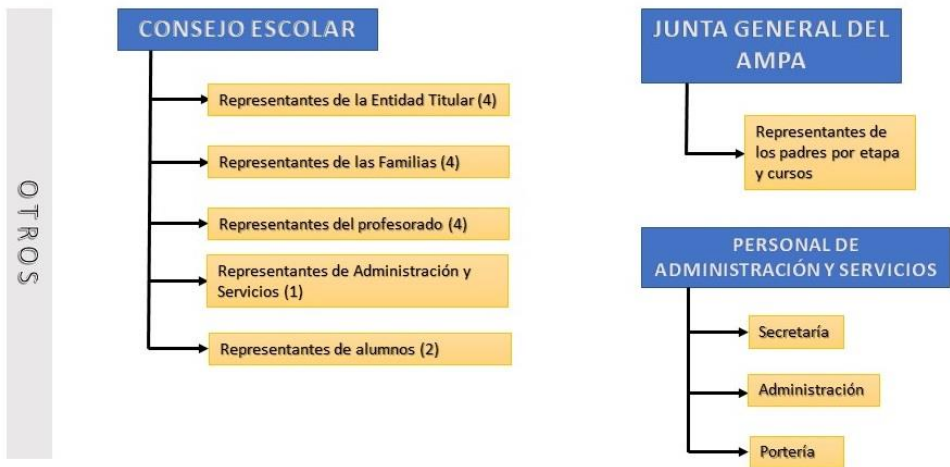 OTROS
CONSEJO ESCOLAR
Representantes de la Entidad Titular (4)
Representantes de las Familias (4)
Representantes del profesorado (4)
Representantes de Administración y
Servicios (1)
Representantes de alumnos (2)
JUNTA GENERAL DEL
AMPA
Representantes de
los padres por etapa
y cursos
PERSONAL DE
ADMINISTRACIÓN Y SERVICIOS
Secretaría
Administración
Portería